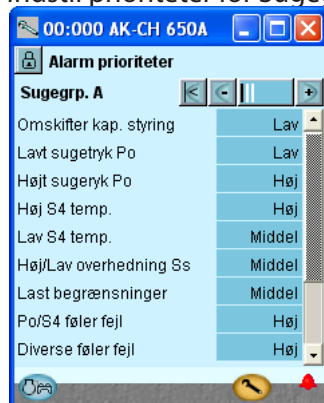 00:000 AK-CH 650A
Alarm prioriteter
Sugegrp. A
Omskifter kap. styring Lav
Lavt sugetryk Po Lav
Højt sugeryk Po Høj
Høj S4 temp. Høj
Lav S4 temp. Middel
Høj/Lav overhedning Ss Middel
Last begrænsninger Middel
Po/S4 føler fejl Høj
Diverse føler fejl Høj